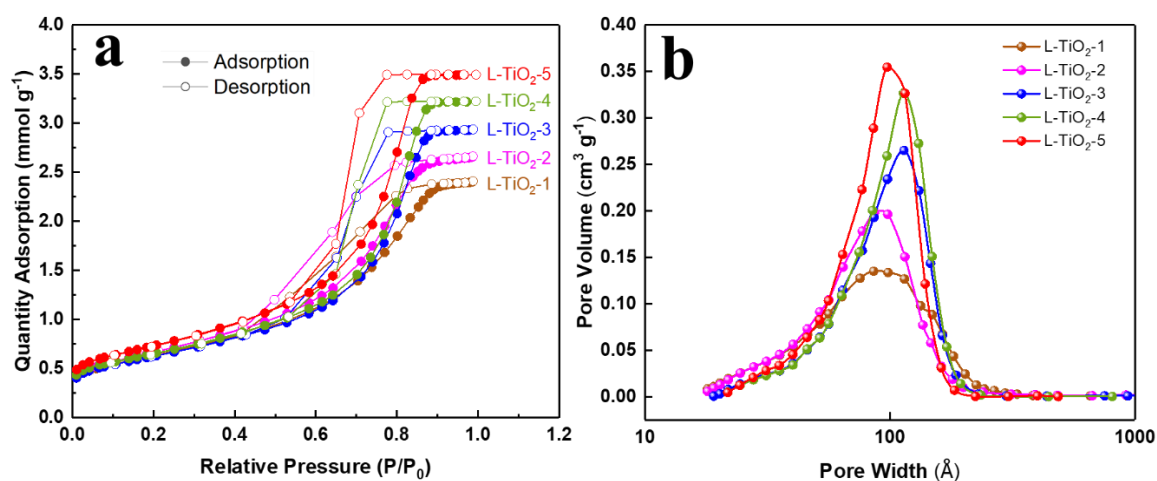 a
Adsorption
Desorption
L-TiO₂-5
L-TiO₂-4
L-TiO₂-3
L-TiO₂-2
L-TiO₂-1
Quantity Adsorption (mmol g⁻¹)
4.0
3.5
3.0
2.5
2.0
1.5
1.0
0.5
0.0
0.0 0.2 0.4 0.6 0.8 1.0 1.2
Relative Pressure (P/P₀)
b
L-TiO₂-1
L-TiO₂-2
L-TiO₂-3
L-TiO₂-4
L-TiO₂-5
Pore Volume (cm³ g⁻¹)
0.35
0.30
0.25
0.20
0.15
0.10
0.05
0.00
10 100 1000
Pore Width (Å)